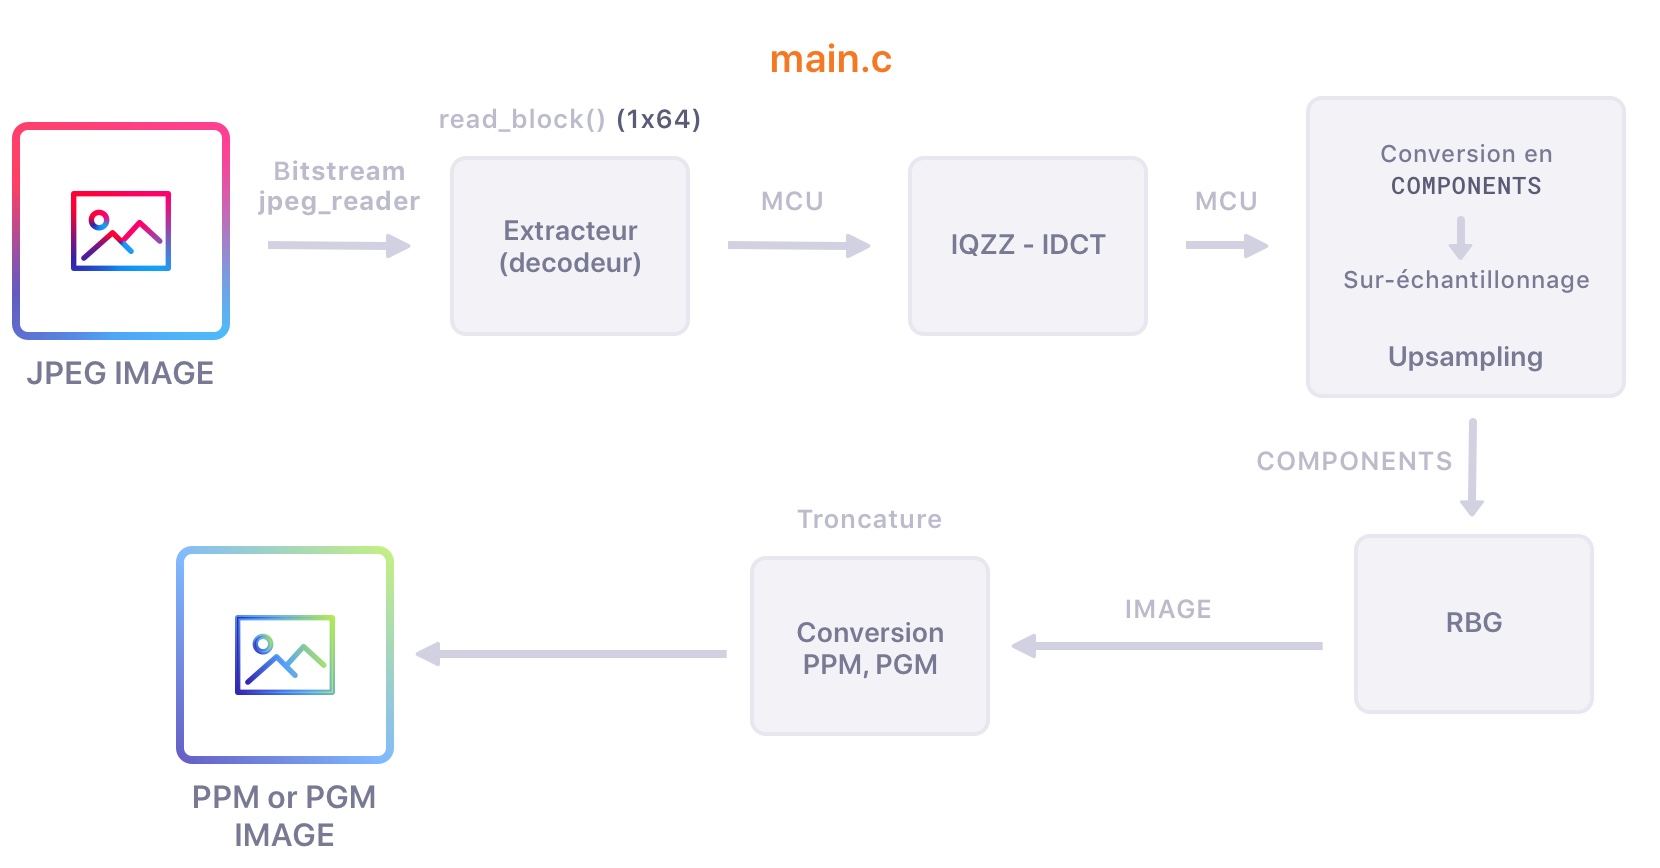 main.c
read_block() (1x64)
Bitstream
jpeg_reader
Extracteur
(decodeur)
MCU
IQZZ - IDCT
MCU
Conversion en
COMPONENTS
Sur-échantillonnage
Upsampling
JPEG IMAGE
COMPONENTS
RBG
IMAGE
Troncature
Conversion
PPM, PGM
PPM or PGM
IMAGE